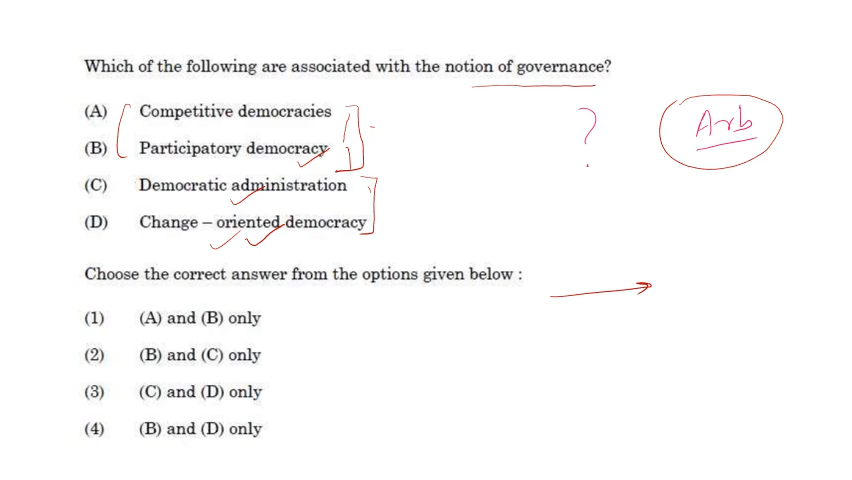 Which of the following are associated with the notion of governance?
(A) Competitive democracies
(B) Participatory democracy
(C) Democratic administration
(D) Change – oriented democracy
?
Arb
Choose the correct answer from the options given below :
(1) (A) and (B) only
(2) (B) and (C) only
(3) (C) and (D) only
(4) (B) and (D) only